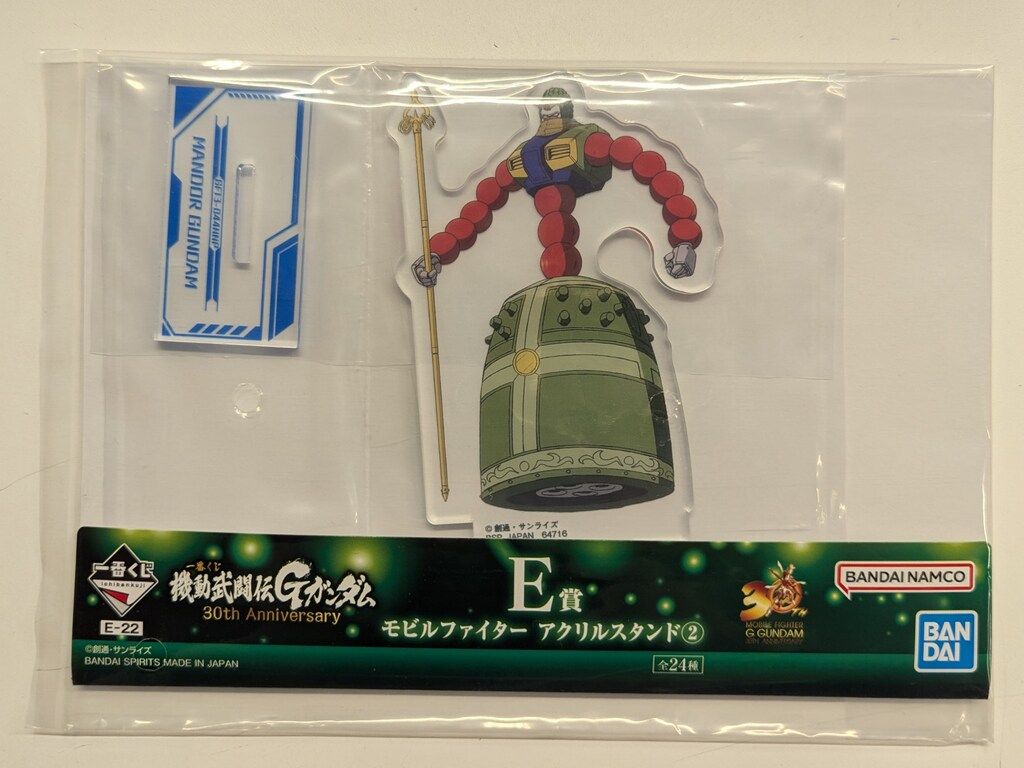 MANDOR GUNDAM
GF13-044NNP
©創通・サンライズ
BSP JAPAN 64716
一番くじ
ichibankuji
E-22
一番くじ
機動武闘伝Gガンダム
30th Anniversary
E賞
モビルファイター アクリルスタンド②
全24種
30th
MOBILE FIGHTER
G GUNDAM
30TH ANNIVERSARY
BANDAI NAMCO
BAN
DAI
©創通・サンライズ
BANDAI SPIRITS MADE IN JAPAN